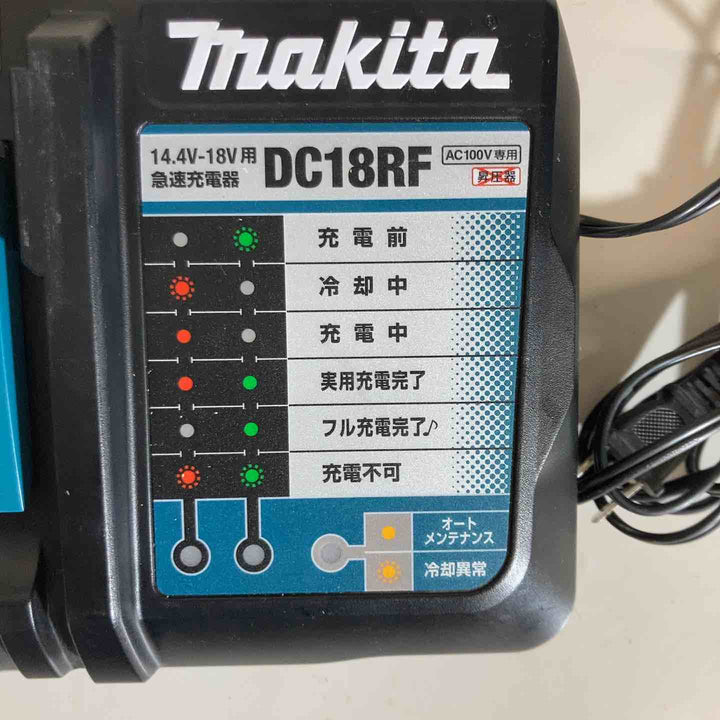 makita
14.4V-18V用
急速充電器
DC18RF
AC100V専用
昇圧器
充電前
冷却中
充電中
実用充電完了
フル充電完了♪
充電不可
オート
メンテナンス
冷却異常